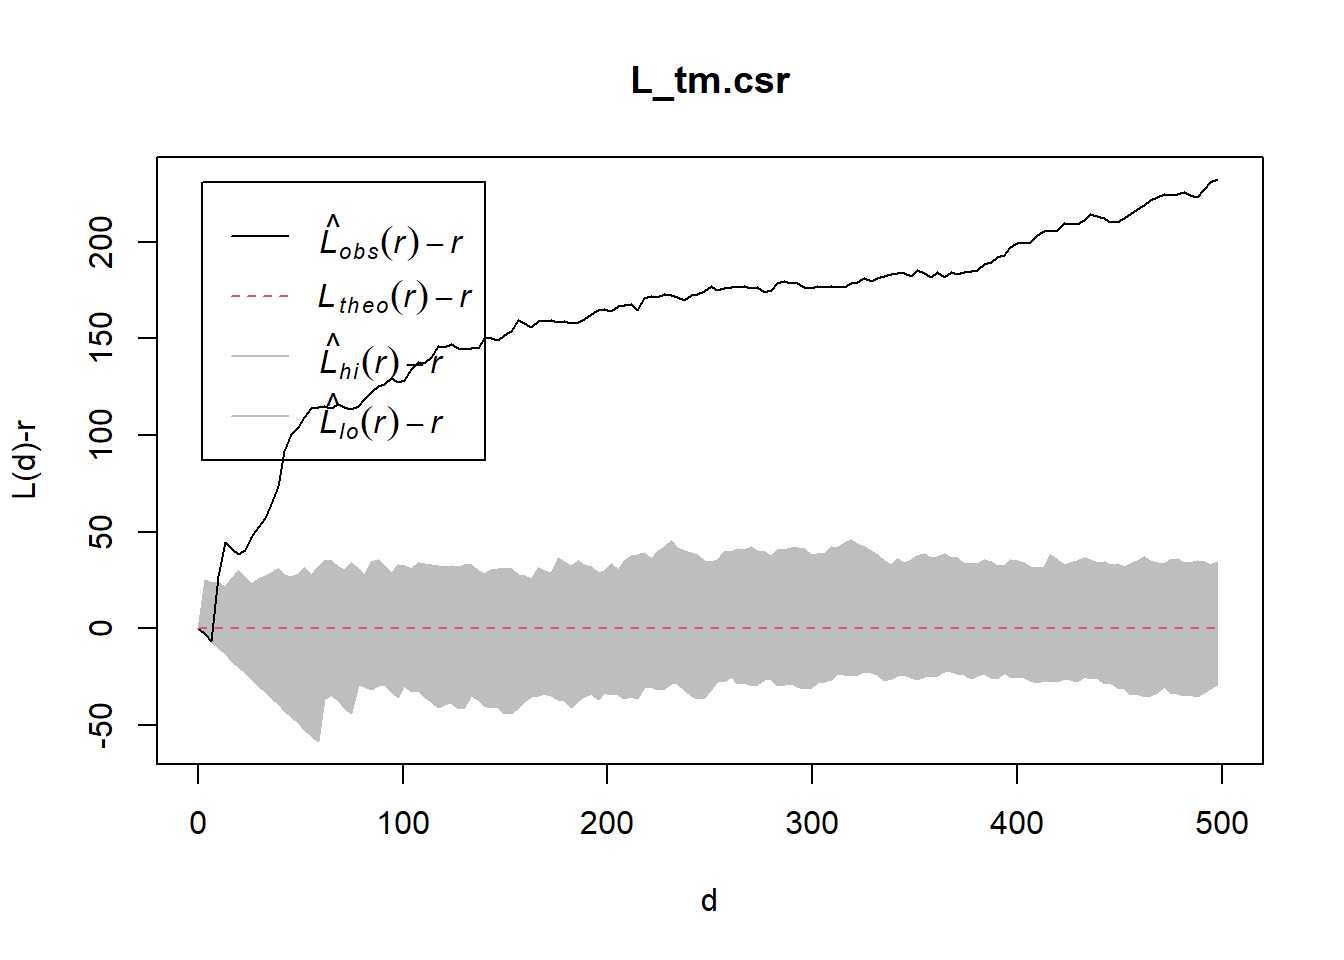 L_tm.csr
L̂obs(r) − r
Ltheo(r) − r
L̂hi(r) − r
L̂lo(r) − r
L(d)-r
200
150
100
50
0
-50
0 100 200 300 400 500
d